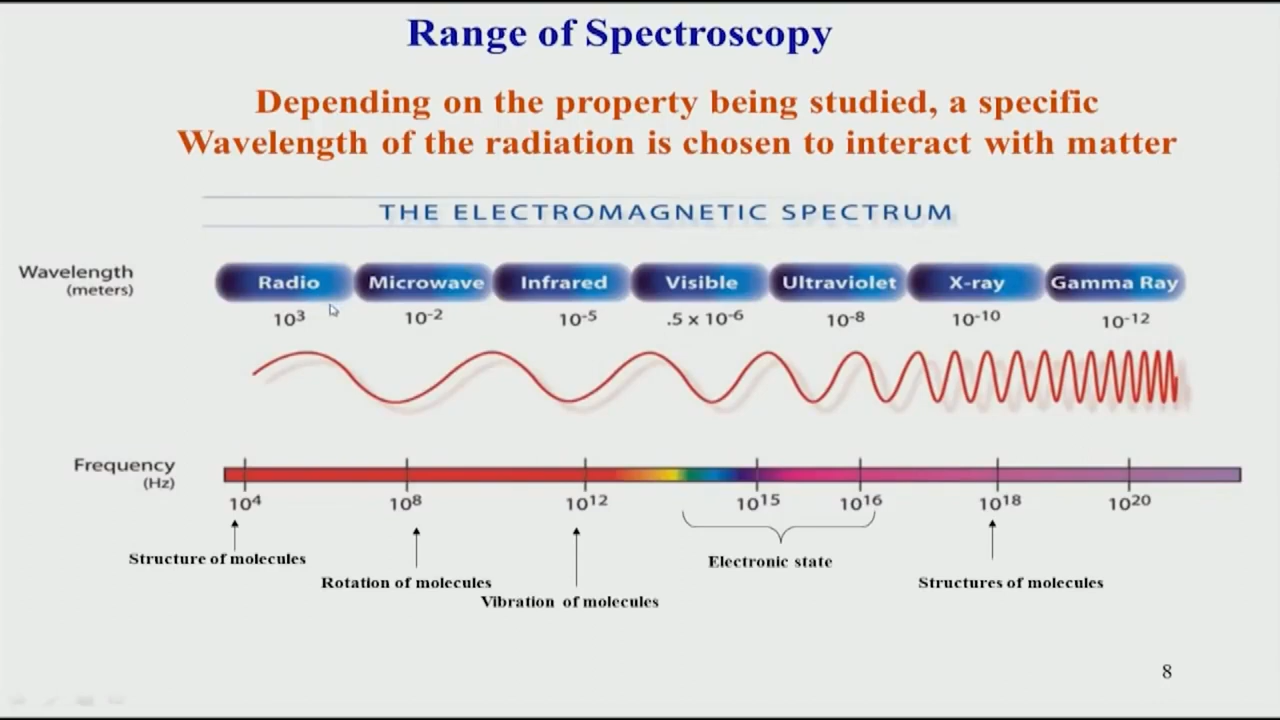 Range of Spectroscopy
Depending on the property being studied, a specific
Wavelength of the radiation is chosen to interact with matter
THE ELECTROMAGNETIC SPECTRUM
Wavelength
(meters)
Radio Microwave Infrared Visible Ultraviolet X-ray Gamma Ray
10³ 10⁻² 10⁻⁵ .5 x 10⁻⁶ 10⁻⁸ 10⁻¹⁰ 10⁻¹²
Frequency
(Hz)
10⁴ 10⁸ 10¹² 10¹⁵ 10¹⁶ 10¹⁸ 10²⁰
Structure of molecules
Rotation of molecules
Vibration of molecules
Electronic state
Structures of molecules
8